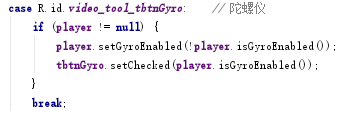 case R.id.video_tool_tbtnGyro:    //陀螺仪
    if (player != null) {
        player.setGyroEnabled(!player.isGyroEnabled());
        tbtnGyro.setChecked(player.isGyroEnabled());
    }
    break;